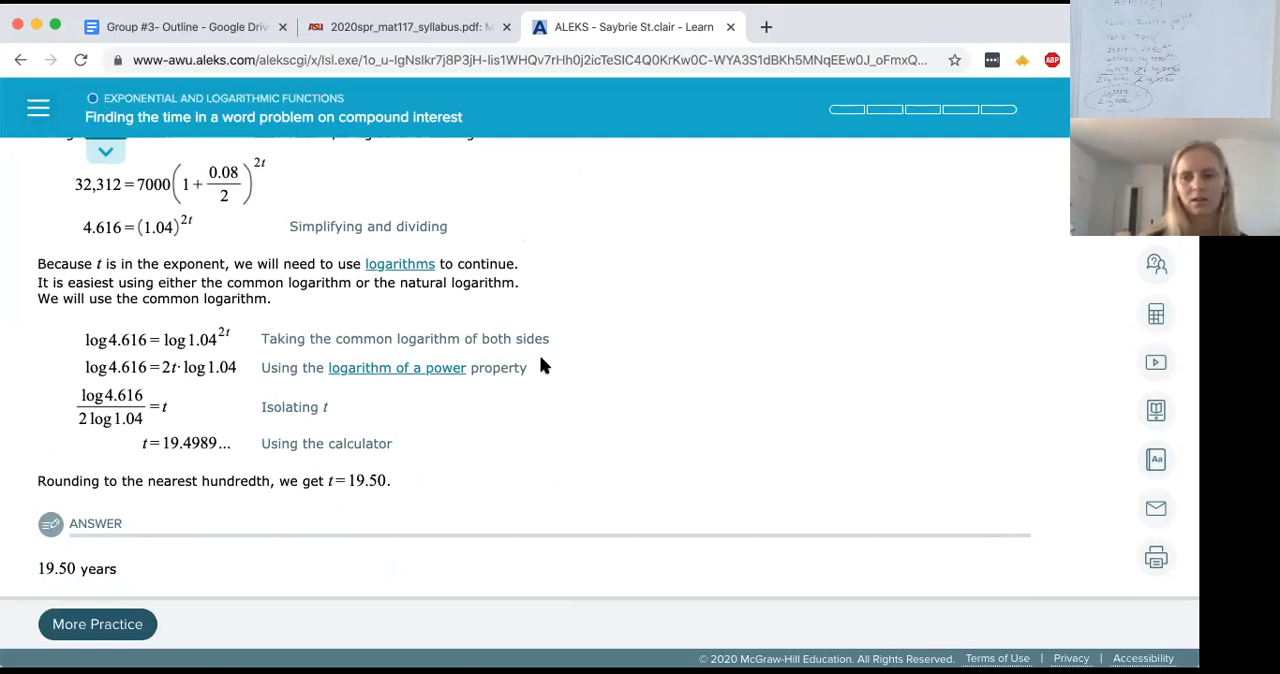 Group #3- Outline - Google Driv
2020spr_mat117_syllabus.pdf: M
ALEKS - Saybrie St.clair - Learn
www-awu.aleks.com/alekscgi/x/Isl.exe/1o_u-IgNsIkr7j8P3jH-Iis1WHQv7rHh0j2icTeSIC4Q0KrKw0C-WYA3S1dBKh5MNqEEw0J_oFmxQ...
ABP
EXPONENTIAL AND LOGARITHMIC FUNCTIONS
Finding the time in a word problem on compound interest
32,312 = 7000(1 + 0.08/2)^2t
4.616 = (1.04)^2t Simplifying and dividing
Because t is in the exponent, we will need to use logarithms to continue.
It is easiest using either the common logarithm or the natural logarithm.
We will use the common logarithm.
log 4.616 = log 1.04^2t Taking the common logarithm of both sides
log 4.616 = 2t · log 1.04 Using the logarithm of a power property
log 4.616 / 2 log 1.04 = t Isolating t
t = 19.4989... Using the calculator
Rounding to the nearest hundredth, we get t = 19.50.
ANSWER
19.50 years
More Practice
© 2020 McGraw-Hill Education. All Rights Reserved. Terms of Use | Privacy | Accessibility
Aa